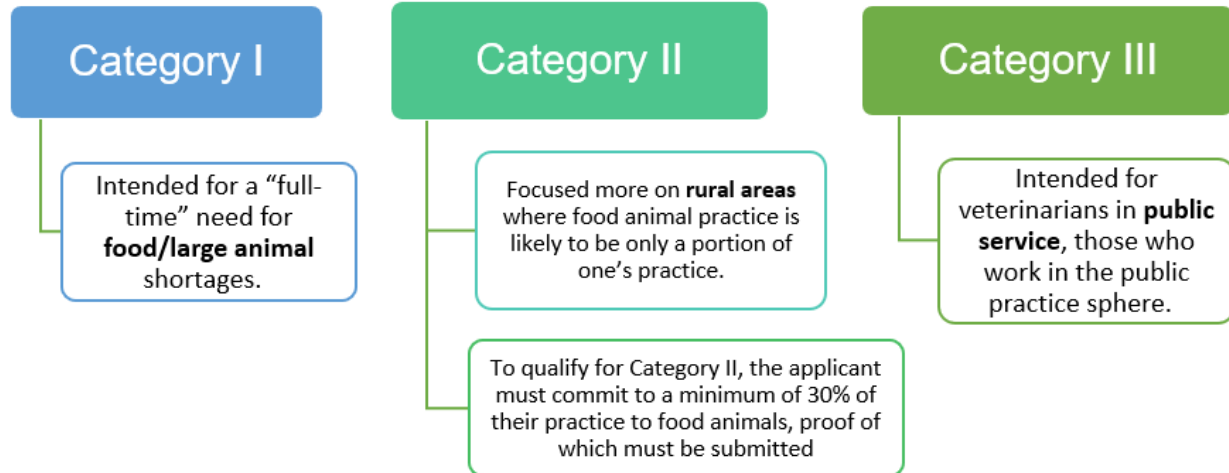 Category I
Intended for a “full-
time” need for
food/large animal
shortages.
Category II
Focused more on rural areas
where food animal practice is
likely to be only a portion of
one’s practice.
To qualify for Category II, the applicant
must commit to a minimum of 30% of
their practice to food animals, proof of
which must be submitted
Category III
Intended for
veterinarians in public
service, those who
work in the public
practice sphere.